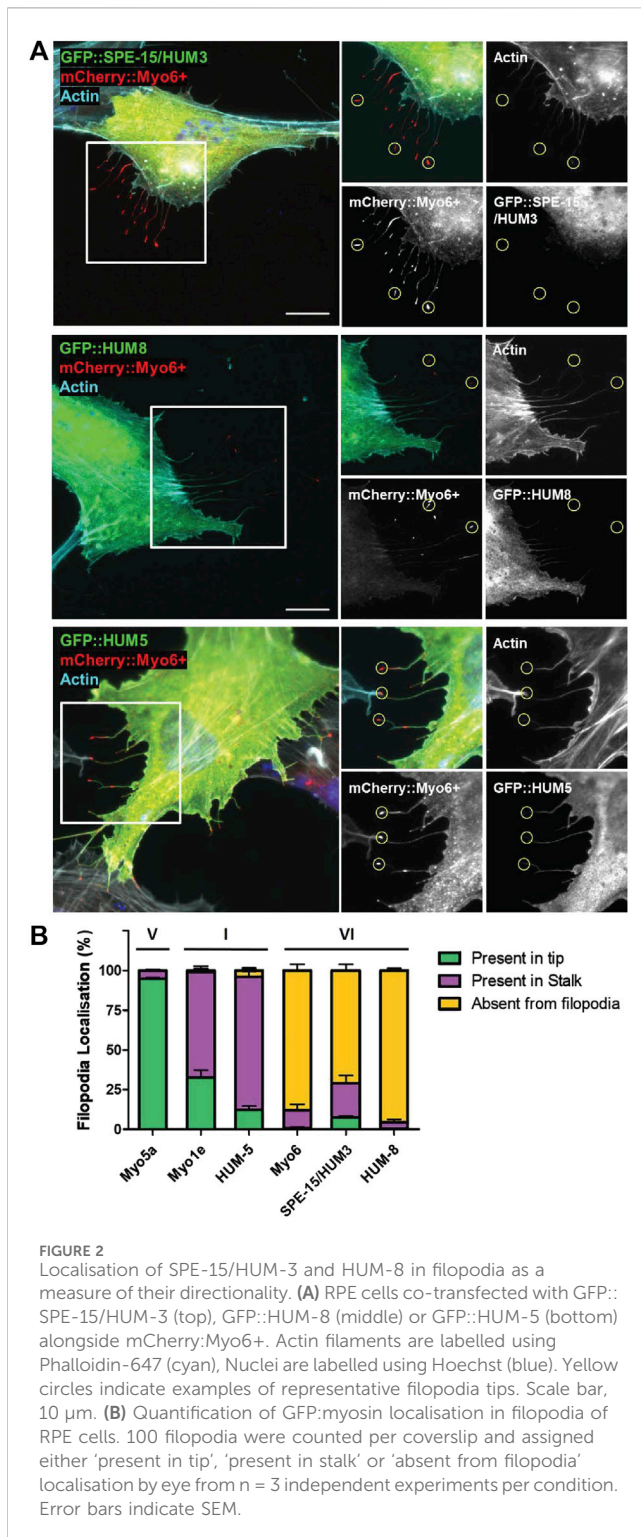 A
GFP::SPE-15/HUM3
mCherry::Myo6+
Actin
Actin
mCherry::Myo6+
GFP::SPE-15
/HUM3
GFP::HUM8
mCherry::Myo6+
Actin
Actin
mCherry::Myo6+
GFP::HUM8
GFP::HUM5
mCherry::Myo6+
Actin
Actin
mCherry::Myo6+
GFP::HUM5
B
V
I
VI
Filopodia Localisation (%)
100
75
50
25
0
Myo5a
Myo1e
HUM-5
Myo6
SPE-15/HUM3
HUM-8
Present in tip
Present in Stalk
Absent from filopodia
FIGURE 2
Localisation of SPE-15/HUM-3 and HUM-8 in filopodia as a
measure of their directionality. (A) RPE cells co-transfected with GFP::
SPE-15/HUM-3 (top), GFP::HUM-8 (middle) or GFP::HUM-5 (bottom)
alongside mCherry:Myo6+. Actin filaments are labelled using
Phalloidin-647 (cyan), Nuclei are labelled using Hoechst (blue). Yellow
circles indicate examples of representative filopodia tips. Scale bar,
10 µm. (B) Quantification of GFP:myosin localisation in filopodia of
RPE cells. 100 filopodia were counted per coverslip and assigned
either 'present in tip', 'present in stalk' or 'absent from filopodia'
localisation by eye from n = 3 independent experiments per condition.
Error bars indicate SEM.